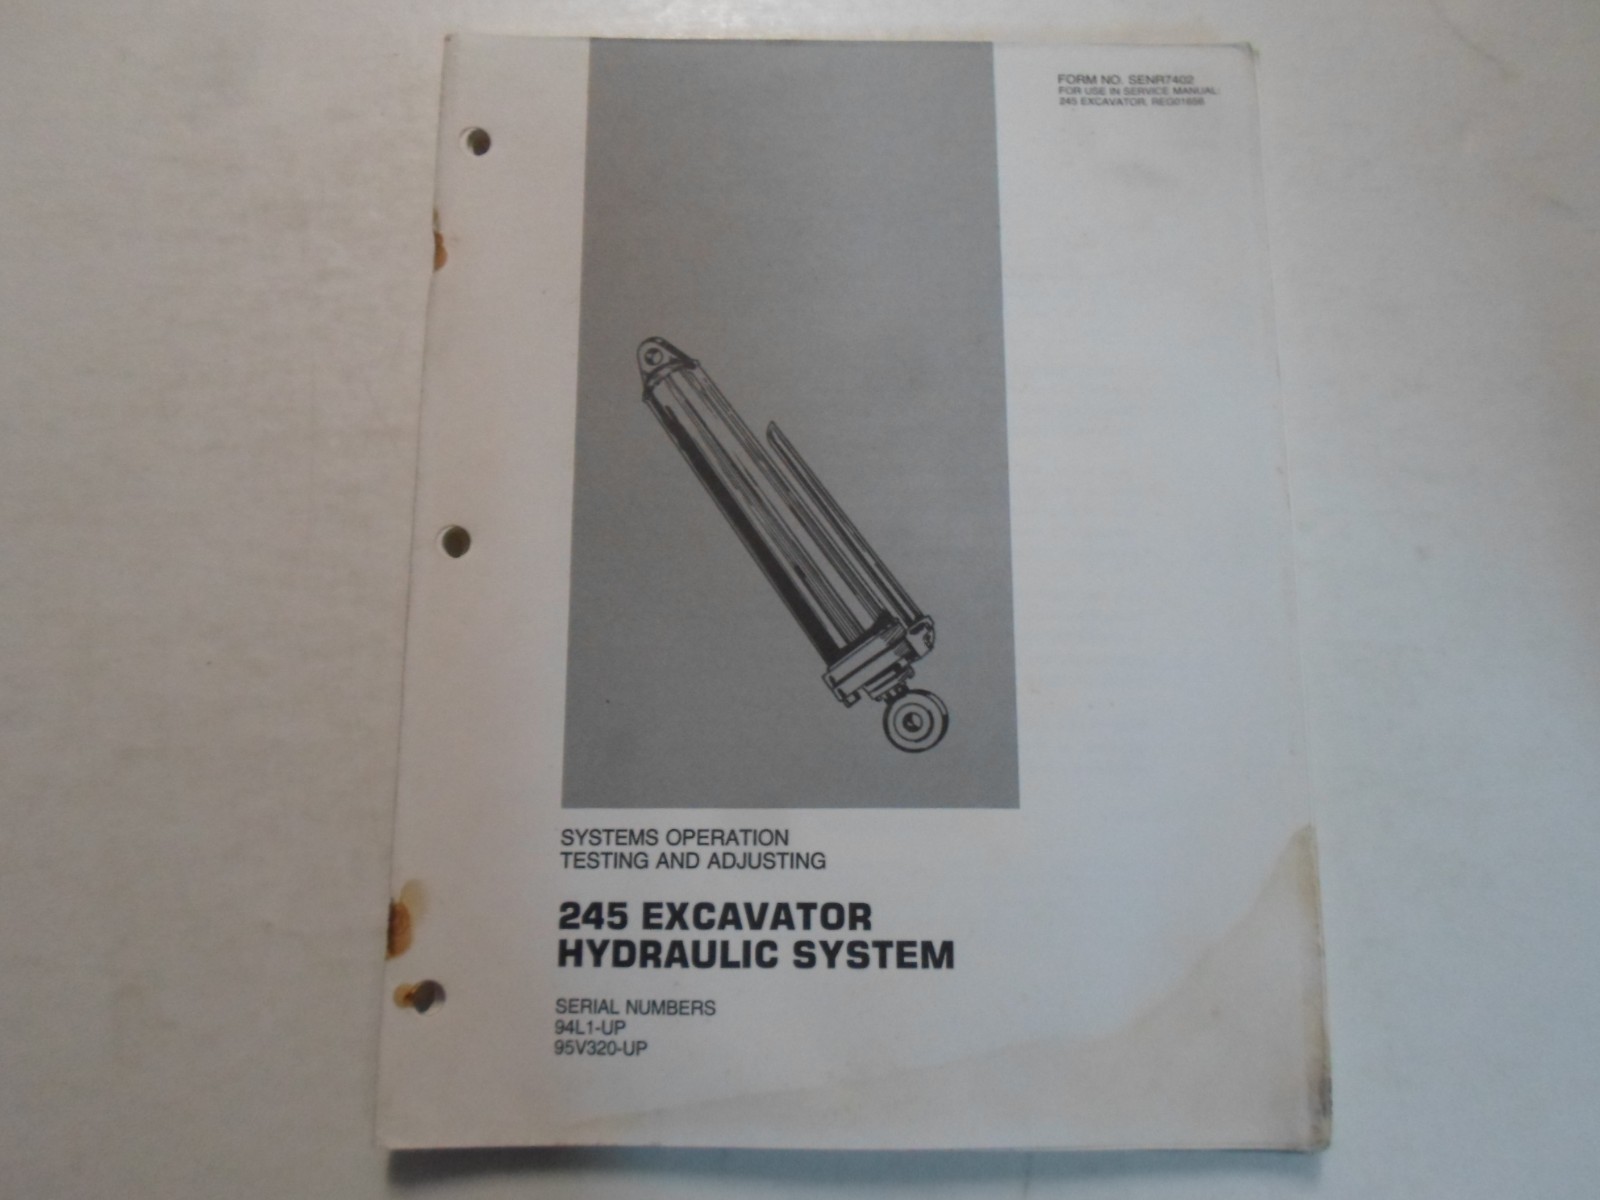 FORM NO. SENR7402
FOR USE IN SERVICE MANUAL:
245 EXCAVATOR, REG01698
SYSTEMS OPERATION
TESTING AND ADJUSTING
245 EXCAVATOR
HYDRAULIC SYSTEM
SERIAL NUMBERS
94L1-UP
95V320-UP